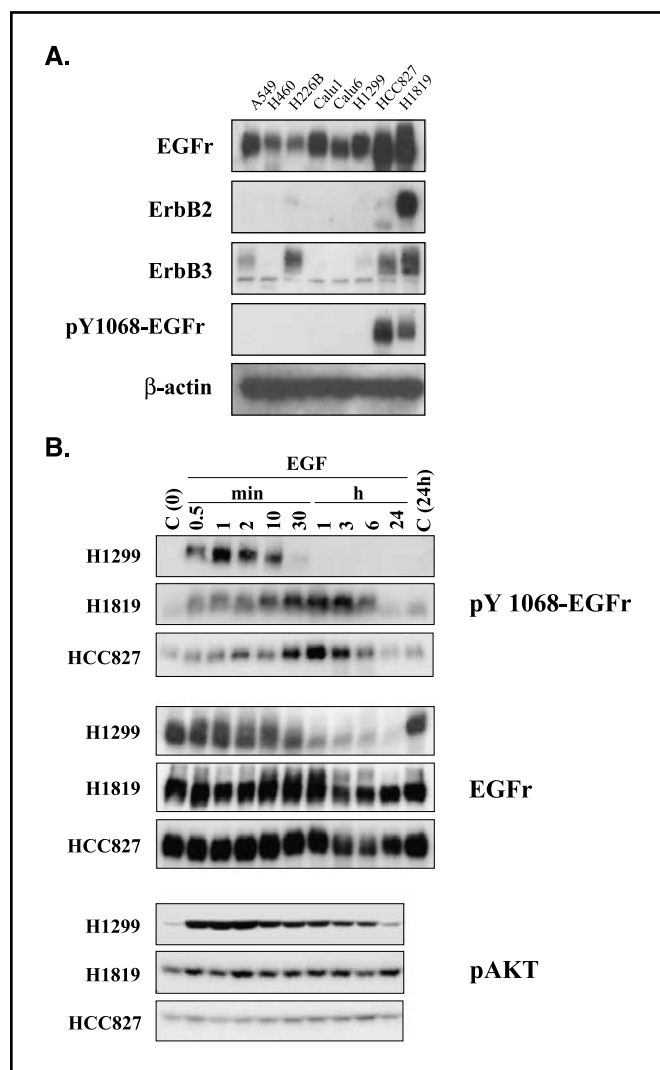 A.
A549 H460 H226B Calu1 Calu6 H1299 HCC827 H1819
EGFr
ErbB2
ErbB3
pY1068-EGFr
β-actin
B.
EGF
min h
C (0) 0.5 1 2 10 30 1 3 6 24 C (24h)
H1299
H1819
HCC827
pY 1068-EGFr
H1299
H1819
HCC827
EGFr
H1299
H1819
HCC827
pAKT